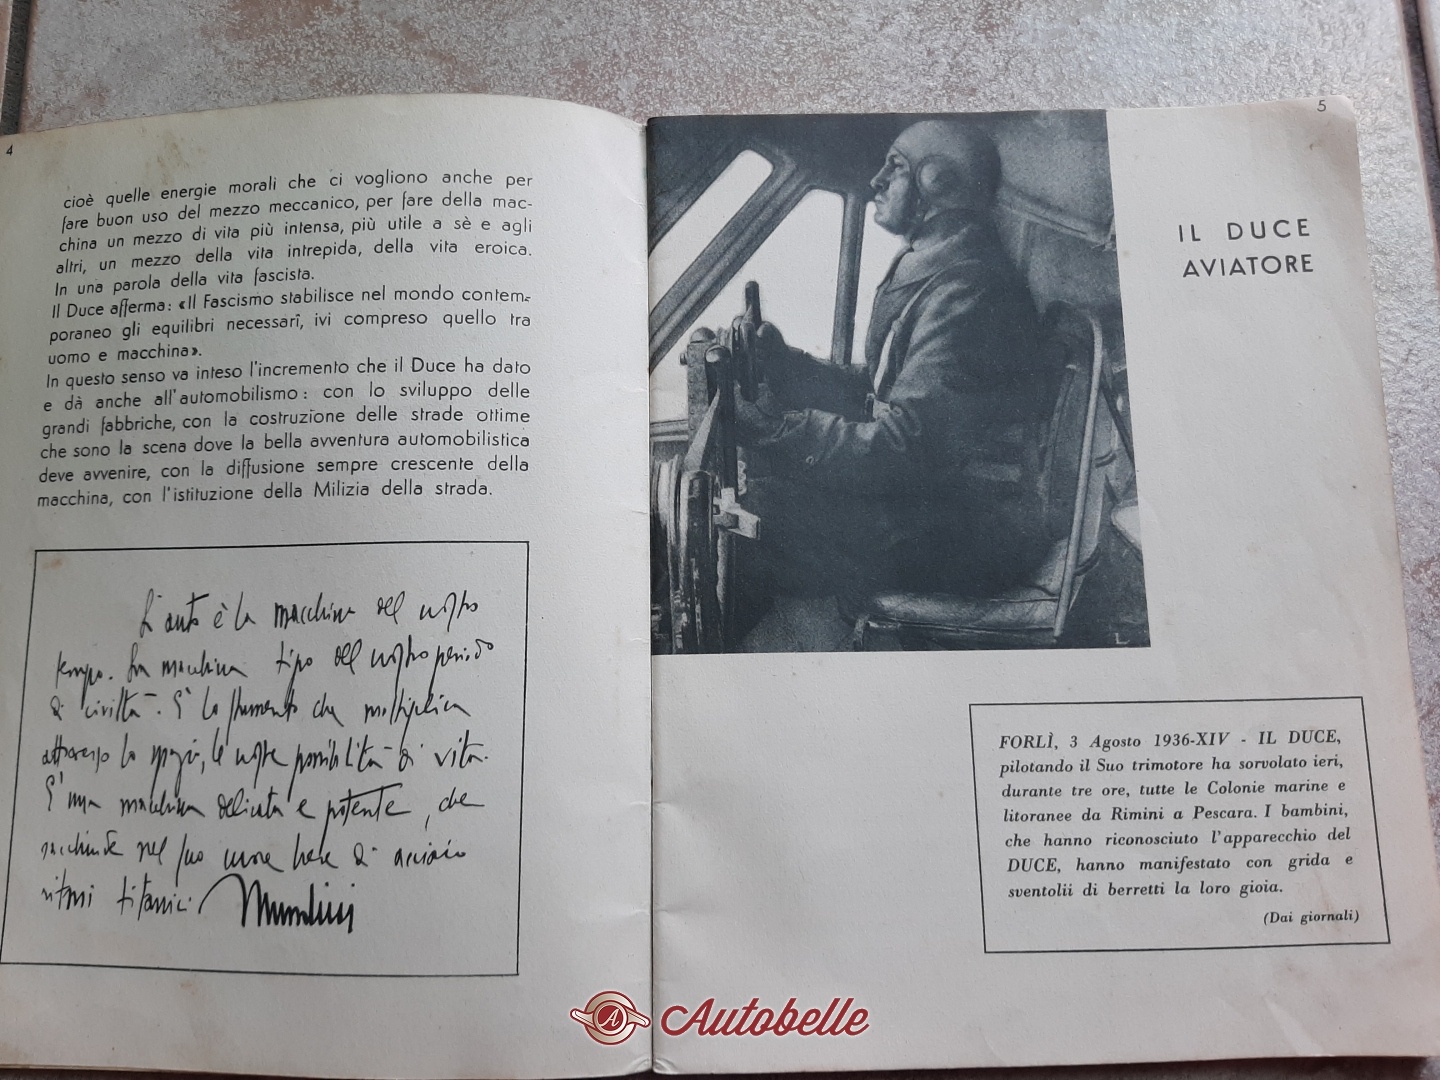 4
cioè quelle energie morali che ci vogliono anche per
fare buon uso del mezzo meccanico, per fare della mac-
china un mezzo di vita più intensa, più utile a sè e agli
altri, un mezzo della vita intrepida, della vita eroica.
In una parola della vita fascista.
Il Duce afferma: «Il Fascismo stabilisce nel mondo contem-
poraneo gli equilibri necessarî, ivi compreso quello tra
uomo e macchina».
In questo senso va inteso l'incremento che il Duce ha dato
e dà anche all'automobilismo: con lo sviluppo delle
grandi fabbriche, con la costruzione delle strade ottime
che sono la scena dove la bella avventura automobilistica
deve avvenire, con la diffusione sempre crescente della
macchina, con l'istituzione della Milizia della strada.
L'auto è la macchina del nostro
tempo. La macchina tipo del nostro periodo
di civiltà. È lo strumento che moltiplica
attraverso lo spazio, le nostre possibilità di vita.
È una macchina delicata e potente, che
racchiude nel suo cuore di acciaio
ritmi titanici.
Mussolini
5
IL DUCE
AVIATORE
L
FORLÌ, 3 Agosto 1936-XIV - IL DUCE,
pilotando il Suo trimotore ha sorvolato ieri,
durante tre ore, tutte le Colonie marine e
litoranee da Rimini a Pescara. I bambini,
che hanno riconosciuto l'apparecchio del
DUCE, hanno manifestato con grida e
sventolii di berretti la loro gioia.
(Dai giornali)
A Autobelle